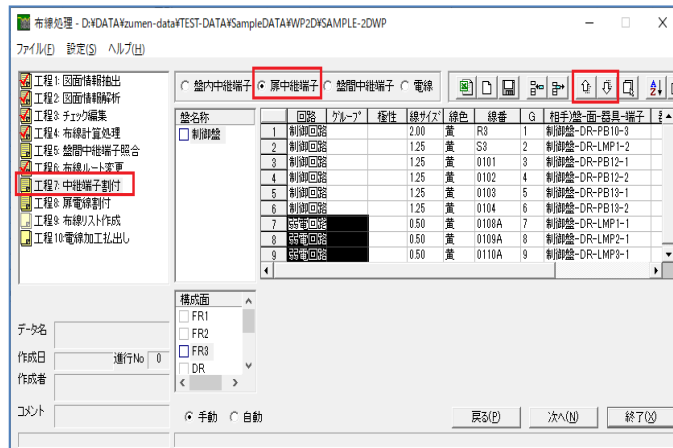 布線処理 - D:¥DATA¥zumen-data¥TEST-DATA¥SampleDATA¥WP2D¥SAMPLE-2DWP
ファイル(F) 設定(S) ヘルプ(H)
工程1: 図面情報抽出
工程2: 図面情報解析
工程3: チェック編集
工程4: 布線計算処理
工程5: 盤間中継端子照合
工程6: 布線ルート変更
工程7: 中継端子割付
工程8: 扉電線割付
工程9: 布線リスト作成
工程10:電線加工払出し
盤内中継端子 扉中継端子 盤間中継端子 電線
盤名称
制御盤
回路 グループ 極性 線サイズ 線色 線番 G 相手)盤-面-器具-端子
1 制御回路 2.00 黄 R3 1 制御盤-DR-PB10-3
2 制御回路 1.25 黄 S3 2 制御盤-DR-LMP1-2
3 制御回路 1.25 黄 0101 3 制御盤-DR-PB12-1
4 制御回路 1.25 黄 0102 4 制御盤-DR-PB12-2
5 制御回路 1.25 黄 0103 5 制御盤-DR-PB13-1
6 制御回路 1.25 黄 0104 6 制御盤-DR-PB13-2
7 弱電回路 0.50 黄 0108A 7 制御盤-DR-LMP1-1
8 弱電回路 0.50 黄 0109A 8 制御盤-DR-LMP2-1
9 弱電回路 0.50 黄 0110A 9 制御盤-DR-LMP3-1
構成面
FR1
FR2
FR3
DR
データ名
作成日 進行No 0
作成者
コメント
手動 自動
戻る(P) 次へ(N) 終了(X)